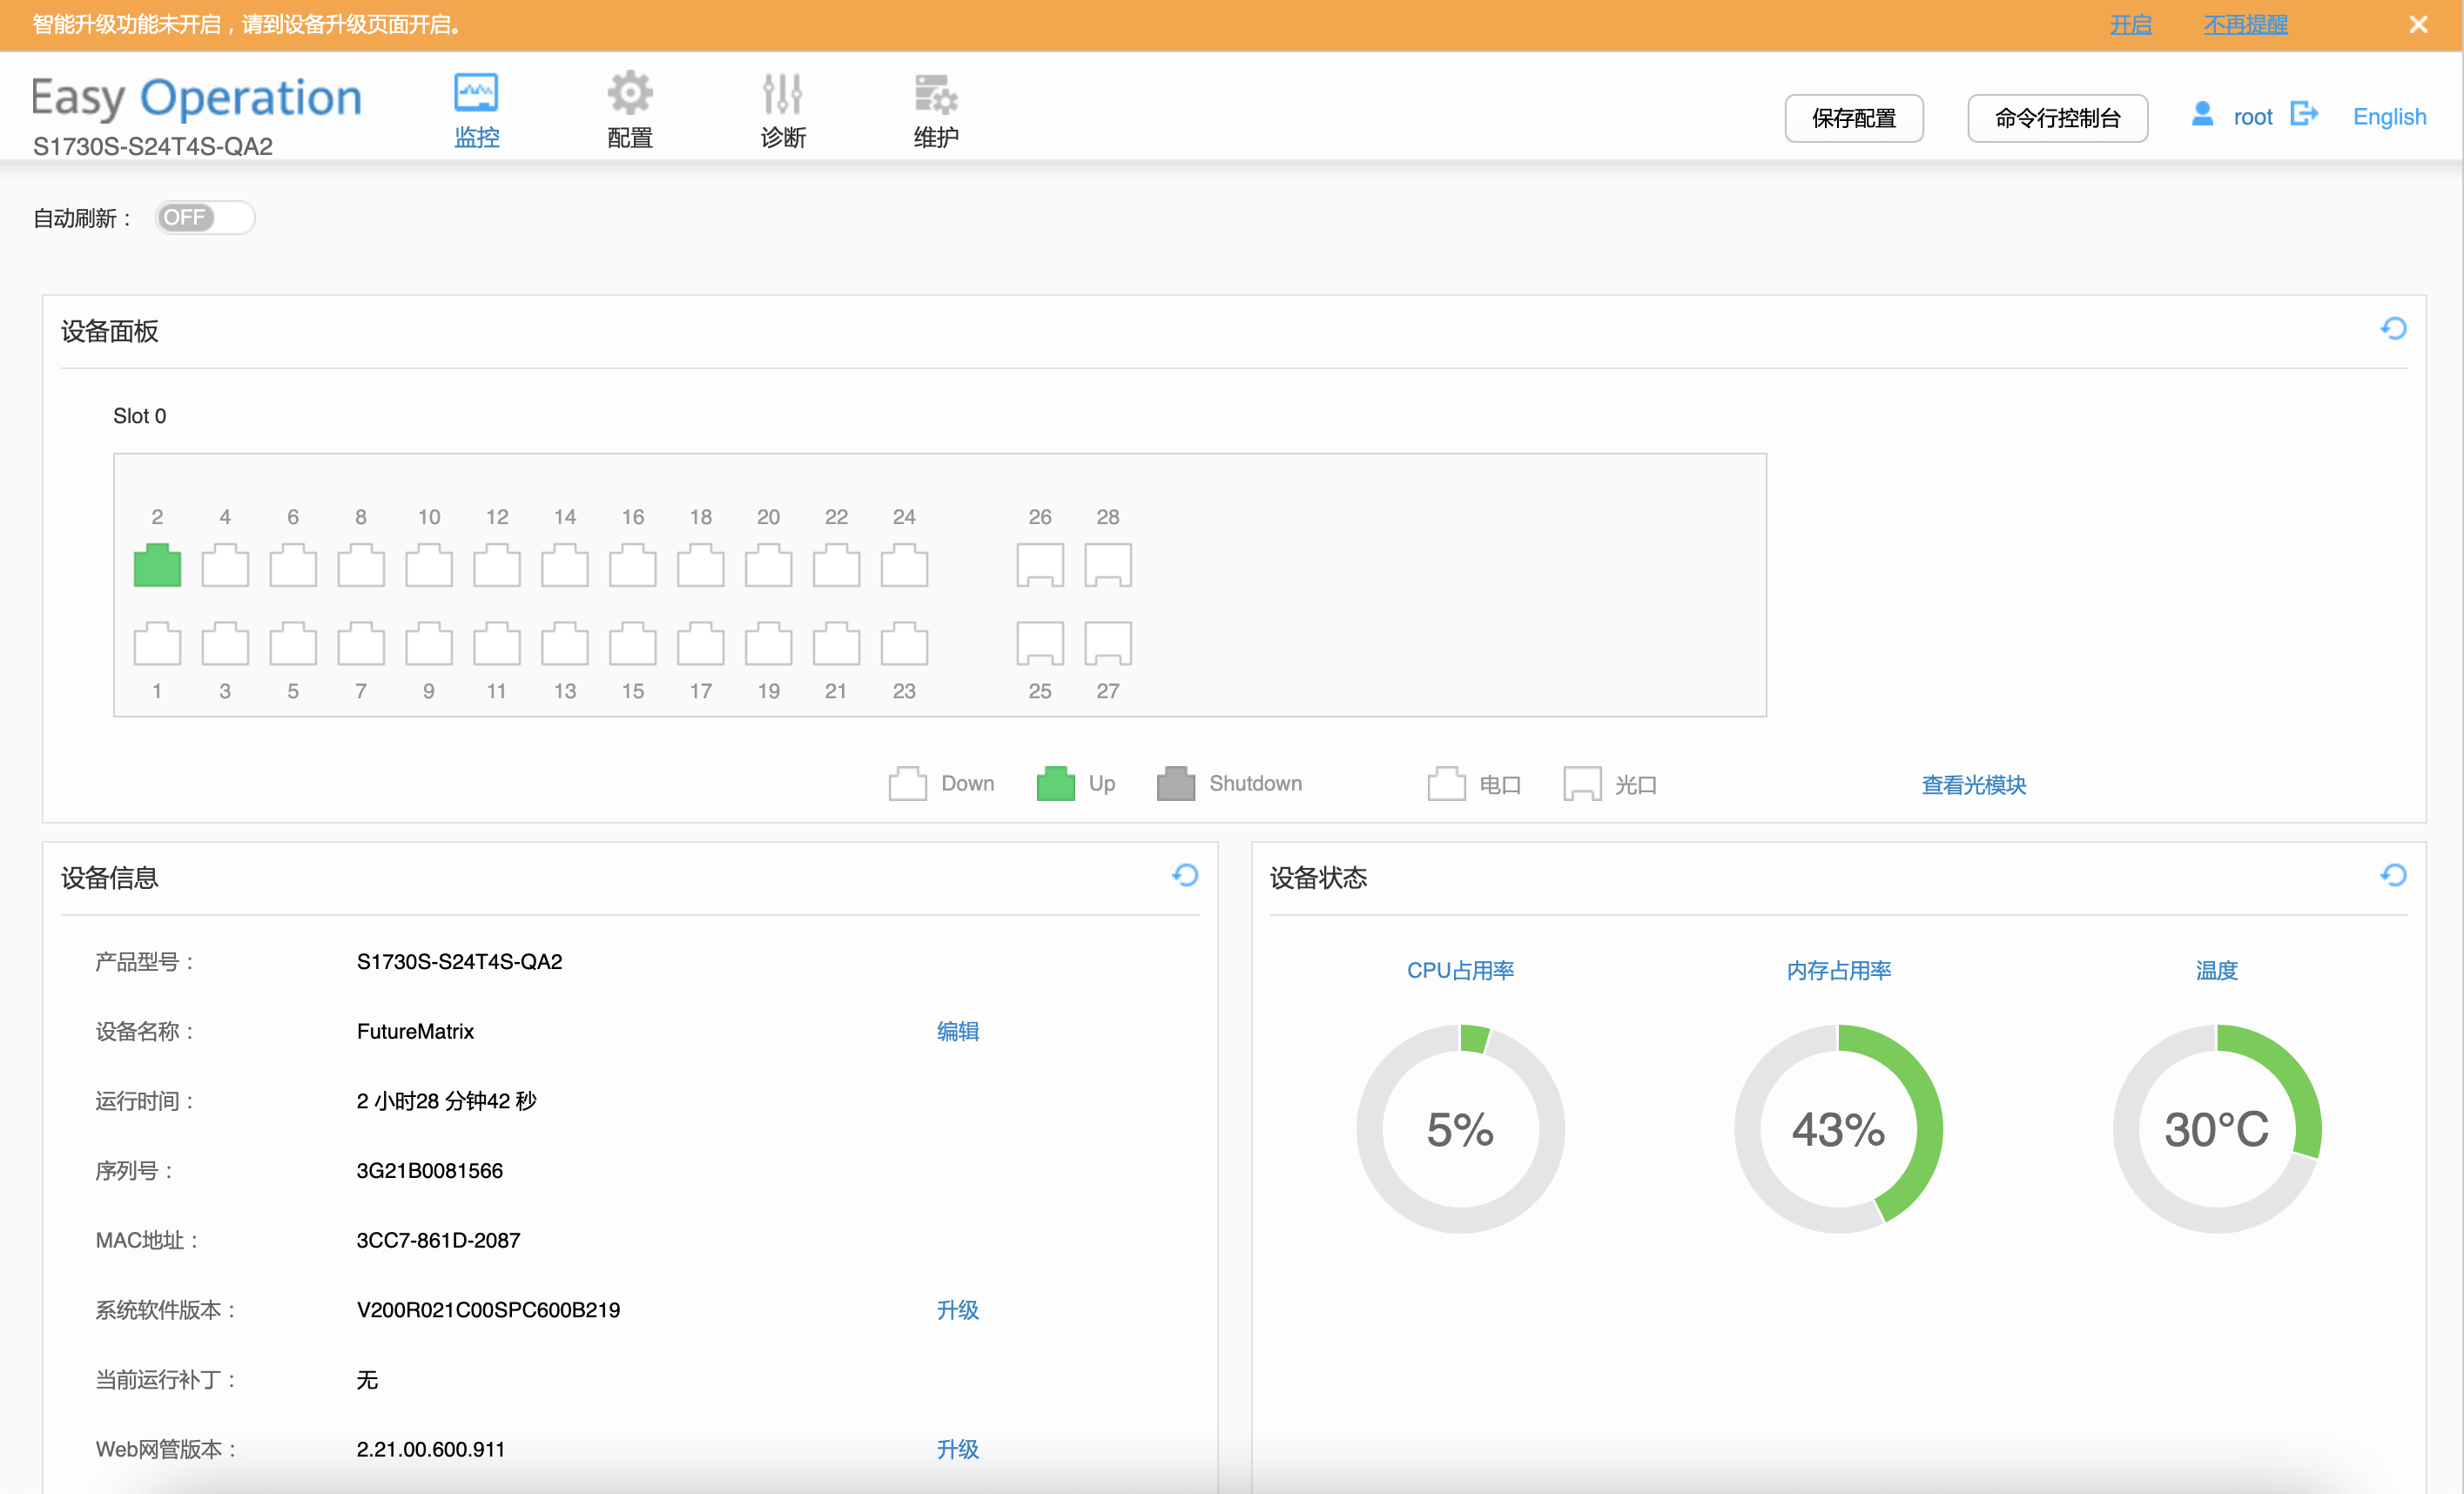 智能升级功能未开启，请到设备升级页面开启。 开启 不再提醒
Easy Operation
S1730S-S24T4S-QA2
监控 配置 诊断 维护
保存配置 命令行控制台 root English
自动刷新： OFF
设备面板
Slot 0
2 4 6 8 10 12 14 16 18 20 22 24 26 28
1 3 5 7 9 11 13 15 17 19 21 23 25 27
Down Up Shutdown 电口 光口 查看光模块
设备信息
产品型号： S1730S-S24T4S-QA2
设备名称： FutureMatrix 编辑
运行时间： 2 小时28 分钟42 秒
序列号： 3G21B0081566
MAC地址： 3CC7-861D-2087
系统软件版本： V200R021C00SPC600B219 升级
当前运行补丁： 无
Web网管版本： 2.21.00.600.911 升级
设备状态
CPU占用率 内存占用率 温度
5% 43% 30°C